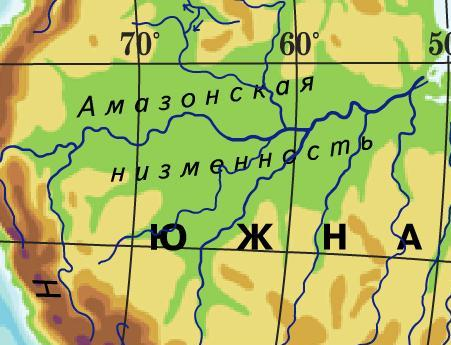 70° 60° 50
Амазонская
низменность
Ю Ж Н А
Н